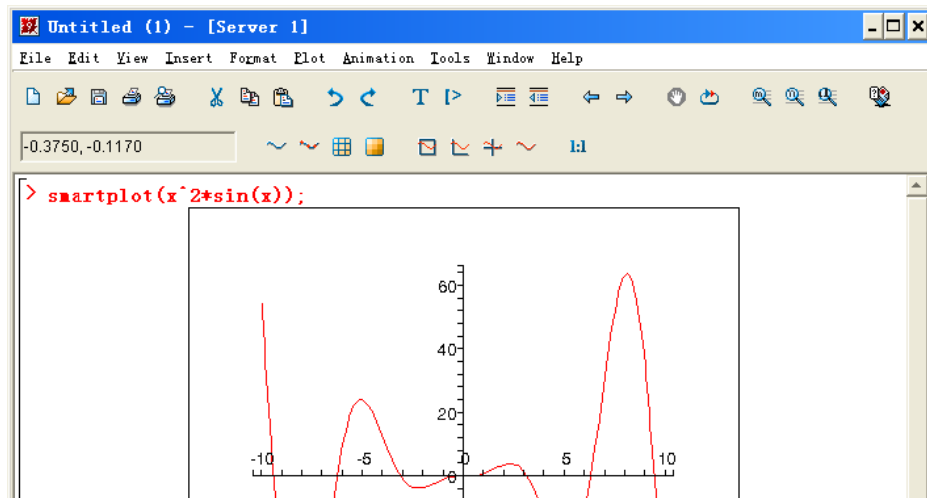 Untitled (1) - [Server 1]
File Edit View Insert Format Plot Animation Tools Window Help
T [>
-0.3750, -0.1170
1:1
> smartplot(x^2*sin(x));
60
40
20
-10 -5 0 5 10
0